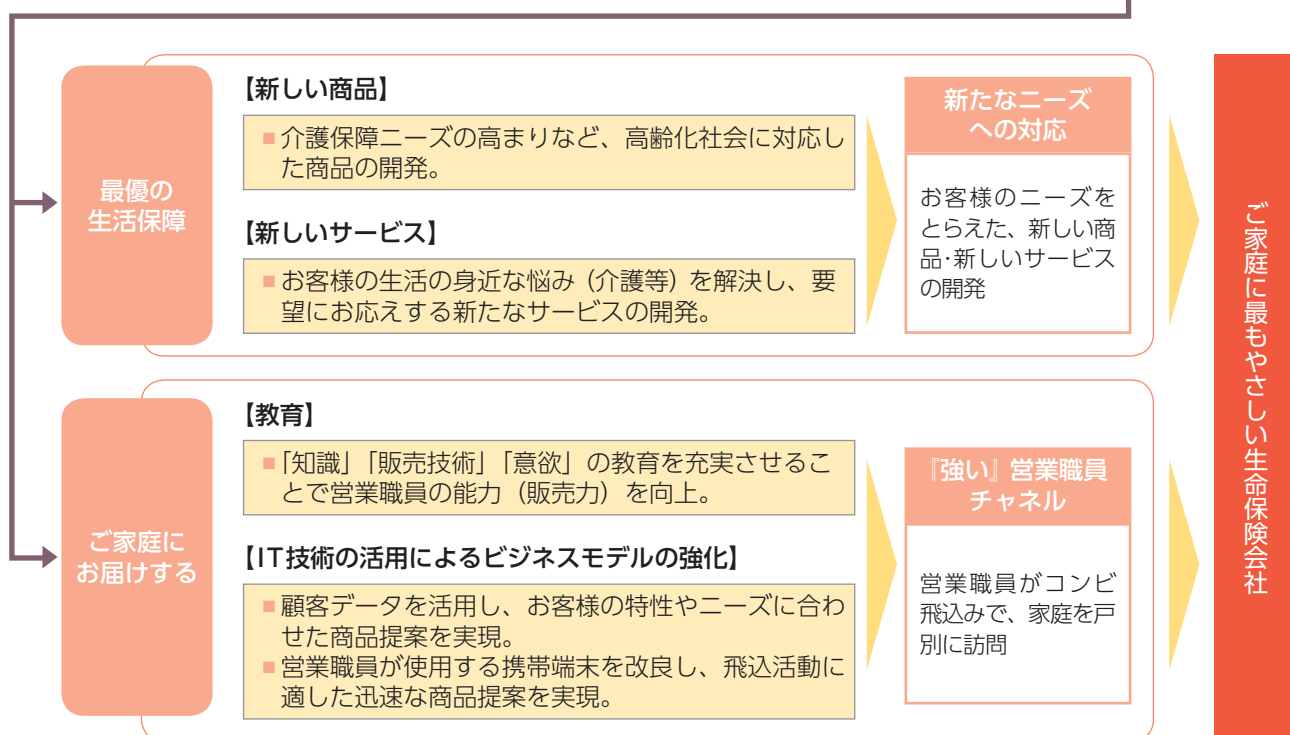 最優の
生活保障
【新しい商品】
■介護保障ニーズの高まりなど、高齢化社会に対応し
た商品の開発。
【新しいサービス】
■お客様の生活の身近な悩み（介護等）を解決し、要
望にお応えする新たなサービスの開発。
新たなニーズ
への対応
お客様のニーズを
とらえた、新しい商
品・新しいサービス
の開発
ご家庭に
お届けする
【教育】
■「知識」「販売技術」「意欲」の教育を充実させるこ
とで営業職員の能力（販売力）を向上。
【IT技術の活用によるビジネスモデルの強化】
■顧客データを活用し、お客様の特性やニーズに合わ
せた商品提案を実現。
■営業職員が使用する携帯端末を改良し、飛込活動に
適した迅速な商品提案を実現。
『強い』営業職員
チャネル
営業職員がコンビ
飛込みで、家庭を戸
別に訪問
ご家庭に最もやさしい生命保険会社